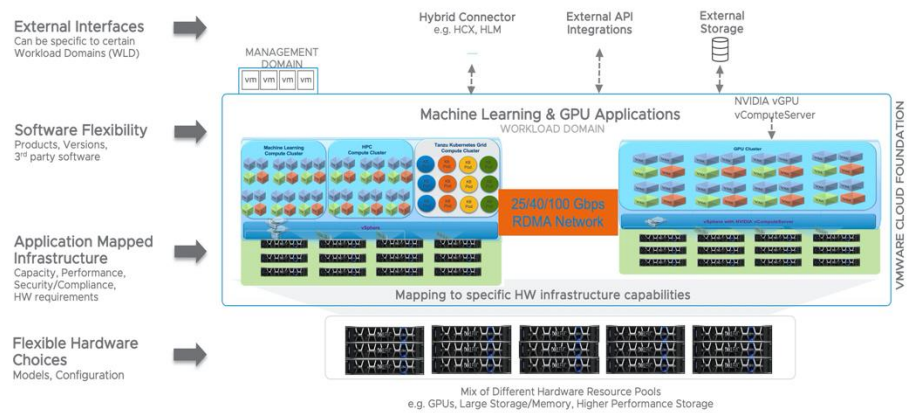 External Interfaces
Can be specific to certain
Workload Domains (WLD)
Hybrid Connector
e.g. HCX, HLM
External API
Integrations
External
Storage
MANAGEMENT
DOMAIN
vm vm vm vm
Software Flexibility
Products, Versions,
3rd party software
Machine Learning & GPU Applications
WORKLOAD DOMAIN
NVIDIA vGPU
vComputeServer
Machine Learning
Compute Cluster
HPC
Compute Cluster
Tanzu Kubernetes Grid
Compute Cluster
GPU Cluster
25/40/100 Gbps
RDMA Network
vSphere
vSphere with NVIDIA vComputeServer
Application Mapped
Infrastructure
Capacity, Performance,
Security/Compliance,
HW requirements
Mapping to specific HW infrastructure capabilities
VMWARE CLOUD FOUNDATION
Flexible Hardware
Choices
Models, Configuration
Mix of Different Hardware Resource Pools
e.g. GPUs, Large Storage/Memory, Higher Performance Storage